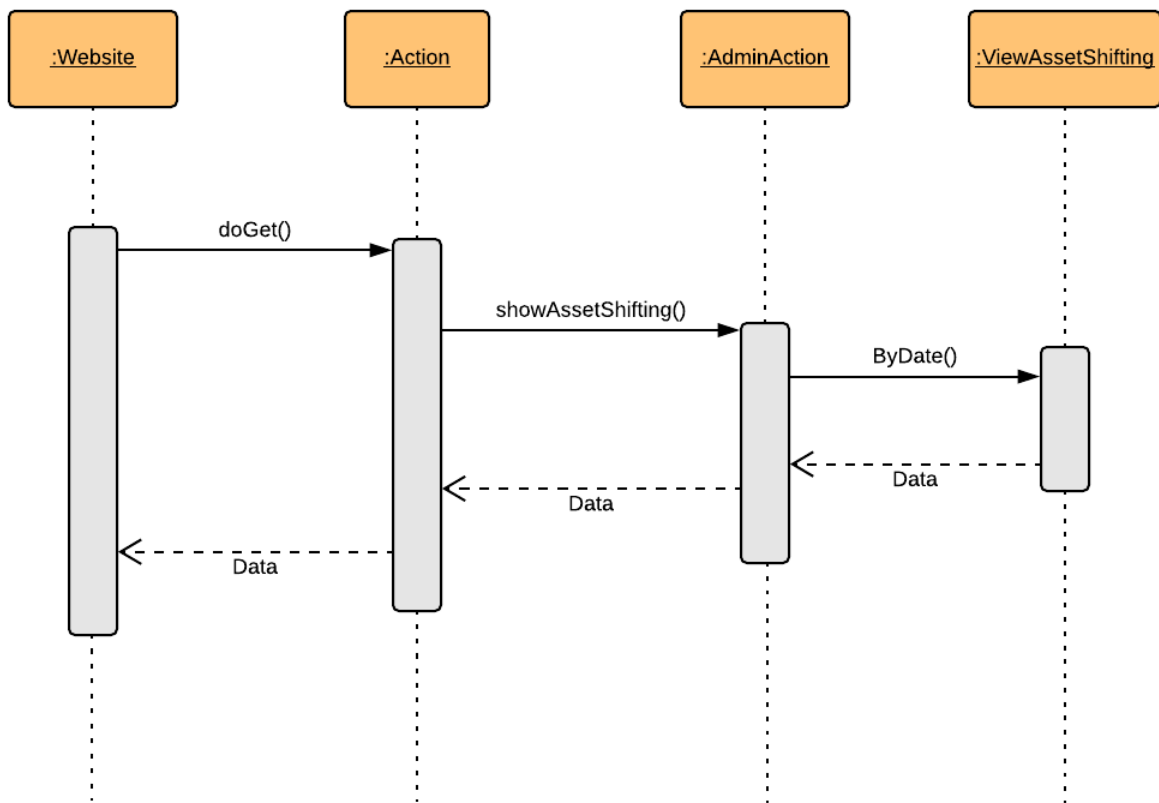 :Website
:Action
:AdminAction
:ViewAssetShifting
doGet()
showAssetShifting()
ByDate()
Data
Data
Data